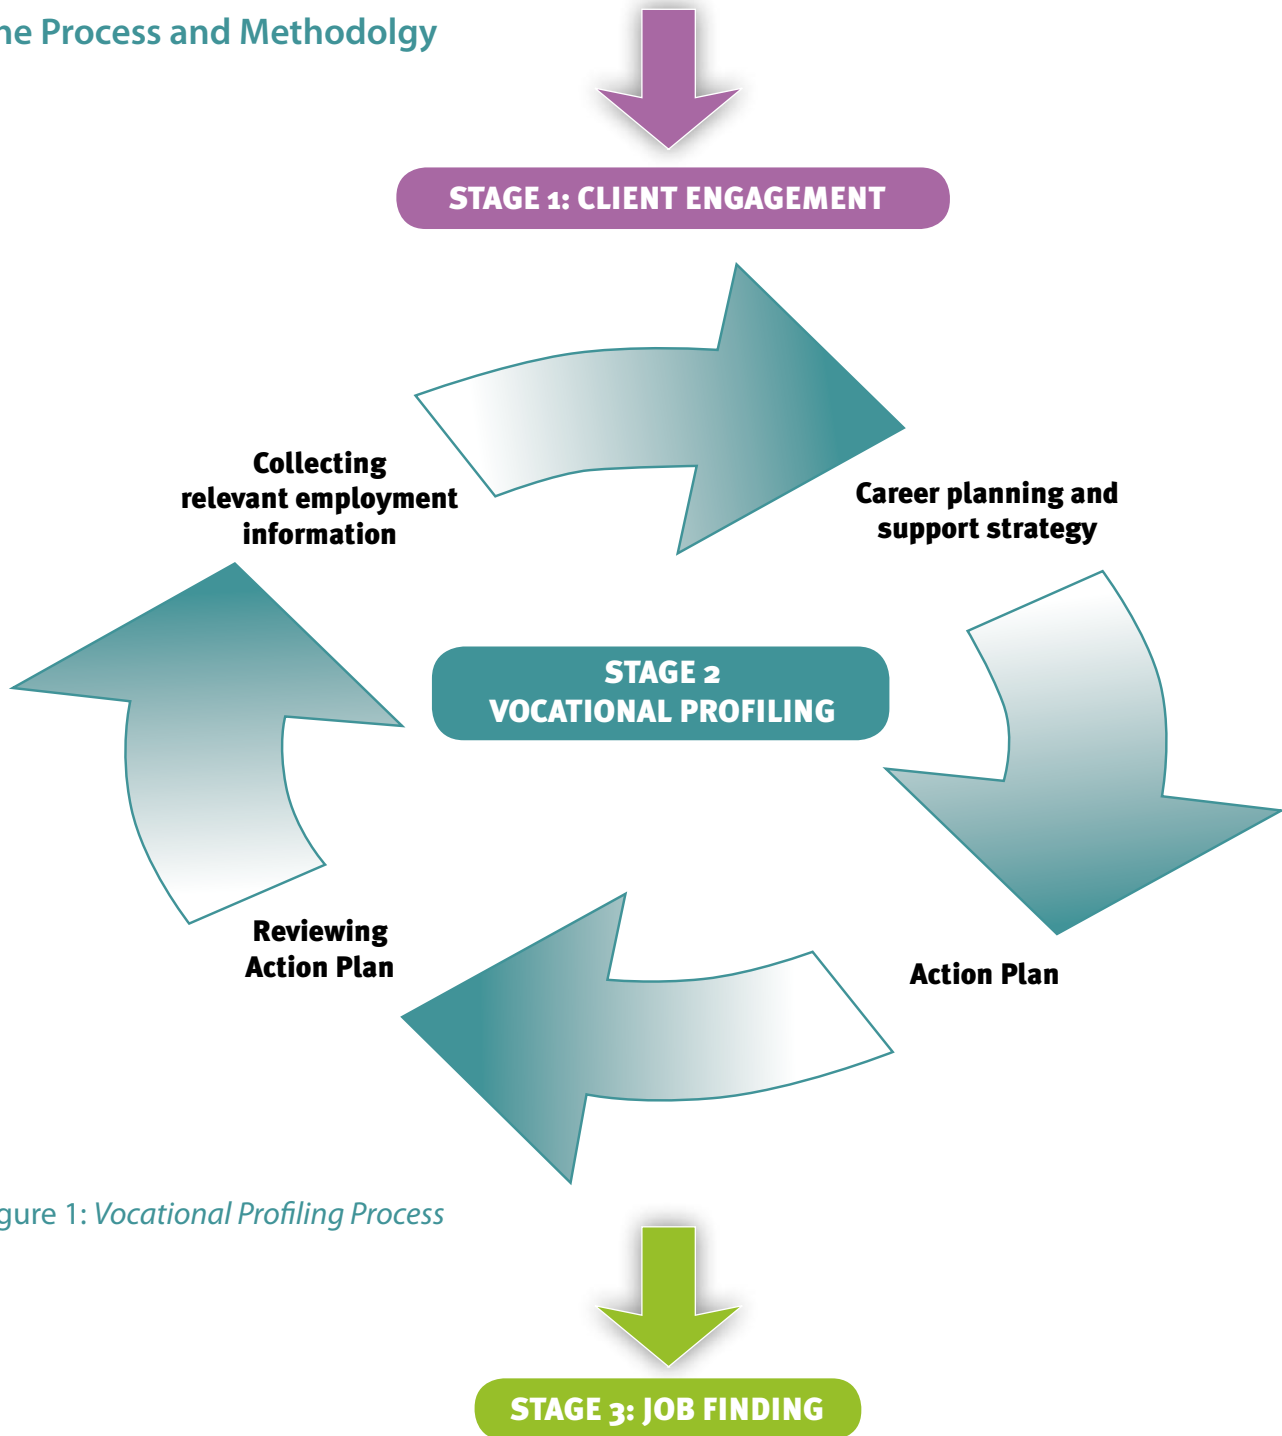 he Process and Methodolgy
STAGE 1: CLIENT ENGAGEMENT
Collecting
relevant employment
information
Career planning and
support strategy
STAGE 2
VOCATIONAL PROFILING
Reviewing
Action Plan
Action Plan
gure 1: Vocational Profiling Process
STAGE 3: JOB FINDING